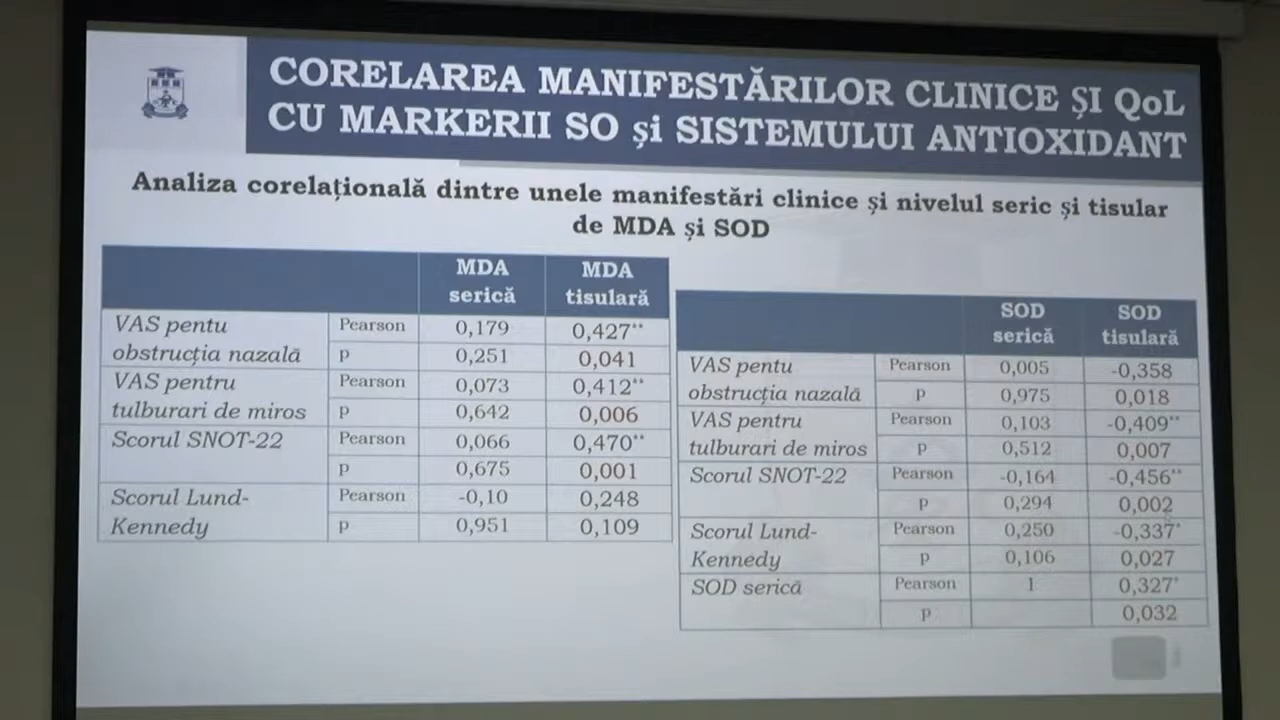 CORELAREA MANIFESTĂRILOR CLINICE ȘI QoL
CU MARKERII SO și SISTEMULUI ANTIOXIDANT
Analiza corelațională dintre unele manifestări clinice și nivelul seric și tisular
de MDA și SOD
MDA serică MDA tisulară
VAS pentu obstrucția nazală Pearson 0,179 0,427**
p 0,251 0,041
VAS pentru tulburari de miros Pearson 0,073 0,412**
p 0,642 0,006
Scorul SNOT-22 Pearson 0,066 0,470**
p 0,675 0,001
Scorul Lund-Kennedy Pearson -0,10 0,248
p 0,951 0,109
SOD serică SOD tisulară
VAS pentu obstrucția nazală Pearson 0,005 -0,358
p 0,975 0,018
VAS pentru tulburari de miros Pearson 0,103 -0,409**
p 0,512 0,007
Scorul SNOT-22 Pearson -0,164 -0,456**
p 0,294 0,002
Scorul Lund-Kennedy Pearson 0,250 -0,337*
p 0,106 0,027
SOD serică Pearson 1 0,327*
p 0,032